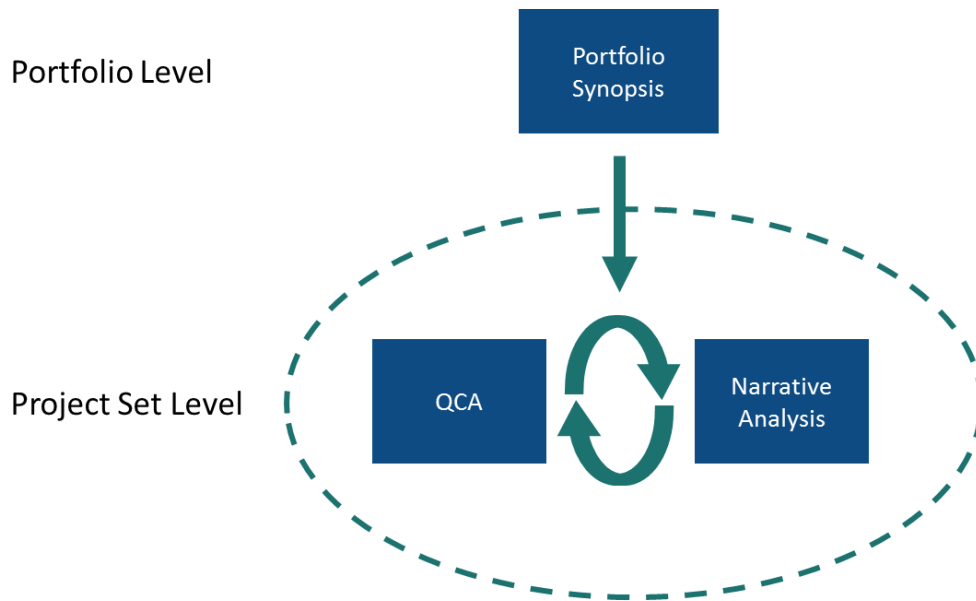 Portfolio Level
Portfolio
Synopsis
Project Set Level
QCA
Narrative
Analysis